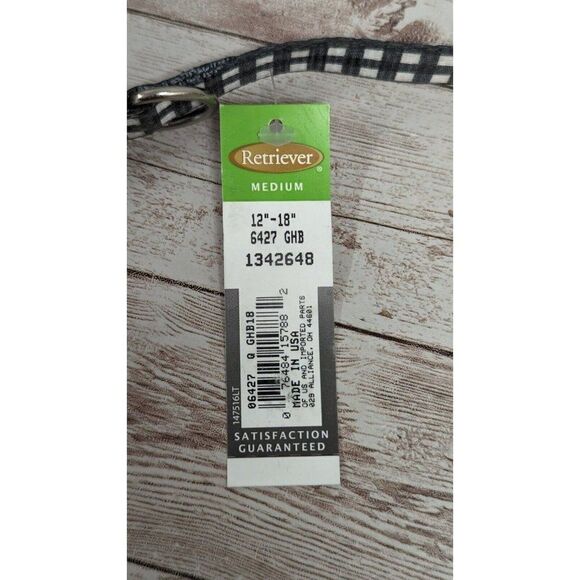 Retriever®
MEDIUM
12"-18"
6427 GHB
1342648
06427 Q GHB18
0 76484 15788 2
MADE IN USA
OF US AND IMPORTED PARTS
029 ALLIANCE, OH 44601
147516LT
SATISFACTION
GUARANTEED